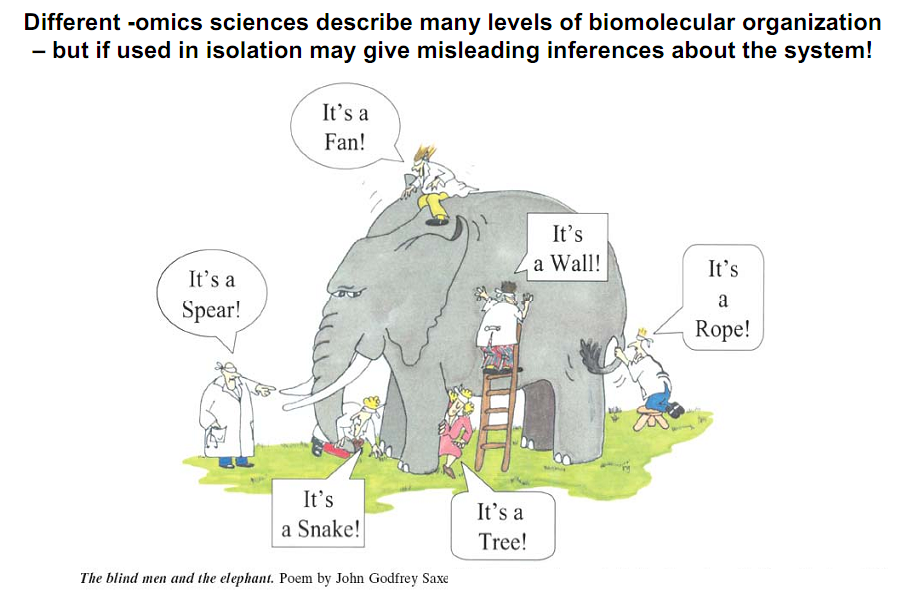 Different -omics sciences describe many levels of biomolecular organization
– but if used in isolation may give misleading inferences about the system!
It's a
Fan!
It's
a Wall!
It's
a
Rope!
It's a
Spear!
It's
a Snake!
It's a
Tree!
The blind men and the elephant. Poem by John Godfrey Saxe